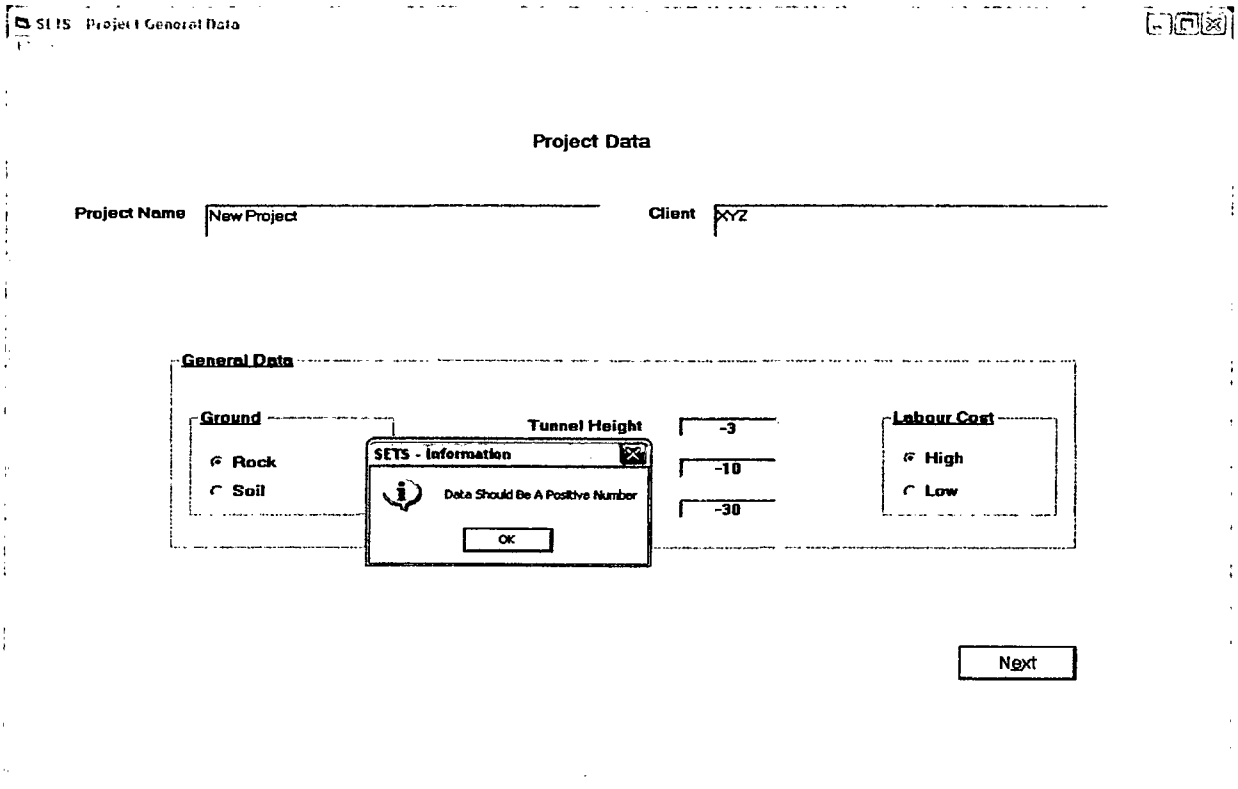 SETS Project General Data
Project Data
Project Name New Project Client XYZ
General Data
Ground Tunnel Height -3 Labour Cost
SETS - Information
Rock -10 High
Data Should Be A Positive Number
Soil -30 Low
OK
Next